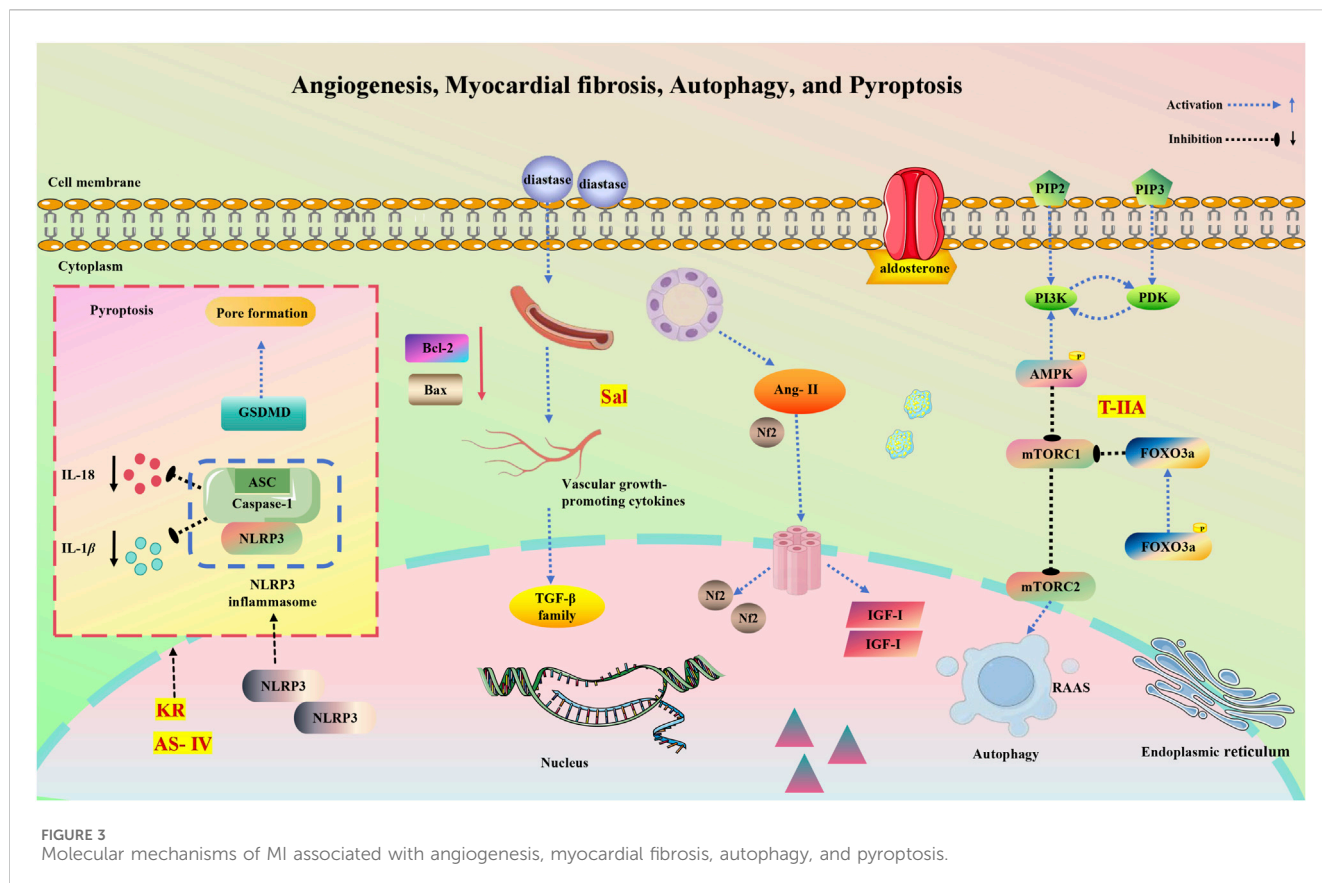 Angiogenesis, Myocardial fibrosis, Autophagy, and Pyroptosis
Activation
Inhibition
Cell membrane
diastase
diastase
PIP2
PIP3
Cytoplasm
aldosterone
Pyroptosis
Pore formation
PI3K
PDK
Bcl-2
Bax
Sal
Ang- II
Nf2
P
AMPK
T-IIA
GSDMD
IL-18
ASC
Caspase-1
NLRP3
IL-1β
mTORC1
FOXO3a
Vascular growth-
promoting cytokines
P
FOXO3a
NLRP3
inflammasome
TGF-β
family
Nf2
Nf2
IGF-I
IGF-I
mTORC2
NLRP3
NLRP3
KR
AS- IV
RAAS
Nucleus
Autophagy
Endoplasmic reticulum
FIGURE 3
Molecular mechanisms of MI associated with angiogenesis, myocardial fibrosis, autophagy, and pyroptosis.